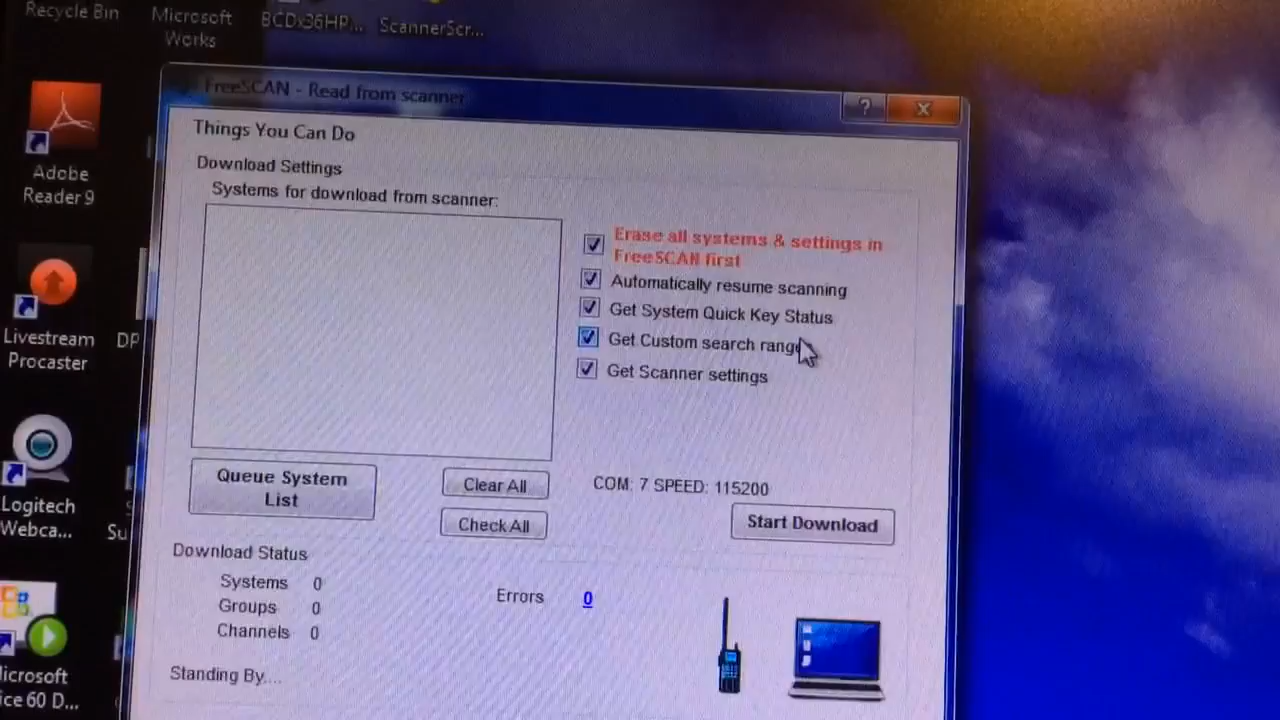 Recycle Bin
Microsoft
Works
BCDx36HP...
ScannerScr...
FreeSCAN - Read from scanner
?
Things You Can Do
Download Settings
Systems for download from scanner:
Erase all systems & settings in
FreeSCAN first
Automatically resume scanning
Get System Quick Key Status
Get Custom search range
Get Scanner settings
Queue System
List
Clear All
Check All
COM: 7 SPEED: 115200
Start Download
Download Status
Systems 0
Groups 0
Channels 0
Errors 0
Standing By....
Adobe
Reader 9
Livestream
Procaster
DP
Logitech
Webca...
Su
icrosoft
ice 60 D...